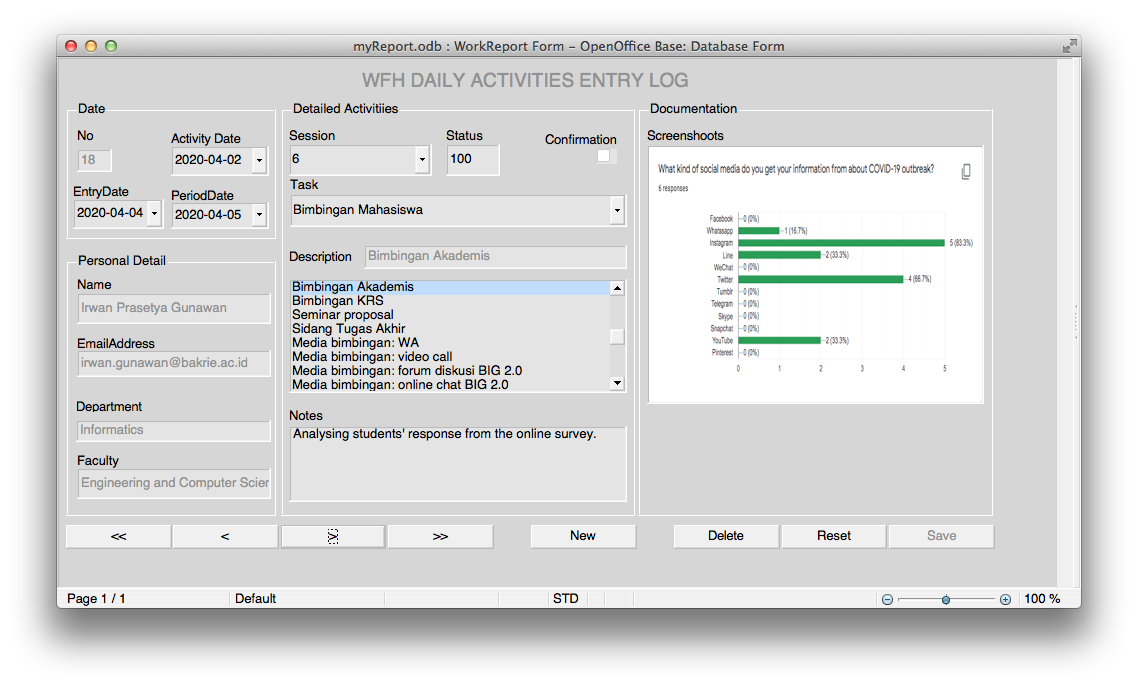 myReport.odb : WorkReport Form – OpenOffice Base: Database Form
WFH DAILY ACTIVITIES ENTRY LOG
Date
No
Activity Date
18
2020-04-02
EntryDate
PeriodDate
2020-04-04
2020-04-05
Personal Detail
Name
Irwan Prasetya Gunawan
EmailAddress
irwan.gunawan@bakrie.ac.id
Department
Informatics
Faculty
Engineering and Computer Scier
Detailed Activitiies
Session
Status
Confirmation
6
100
Task
Bimbingan Mahasiswa
Description
Bimbingan Akademis
Bimbingan Akademis
Bimbingan KRS
Seminar proposal
Sidang Tugas Akhir
Media bimbingan: WA
Media bimbingan: video call
Media bimbingan: forum diskusi BIG 2.0
Media bimbingan: online chat BIG 2.0
Notes
Analysing students' response from the online survey.
Documentation
Screenshoots
What kind of social media do you get your information from about COVID-19 outbreak?
6 responses
Facebook 0 (0%)
Whatsapp 1 (16.7%)
Instagram 5 (83.3%)
Line 2 (33.3%)
WeChat 0 (0%)
Twitter 4 (66.7%)
Tumblr 0 (0%)
Telegram 0 (0%)
Skype 0 (0%)
Snapchat 0 (0%)
YouTube 2 (33.3%)
Pinterest 0 (0%)
0 1 2 3 4 5
<< < > >> New Delete Reset Save
Page 1 / 1 Default STD 100 %